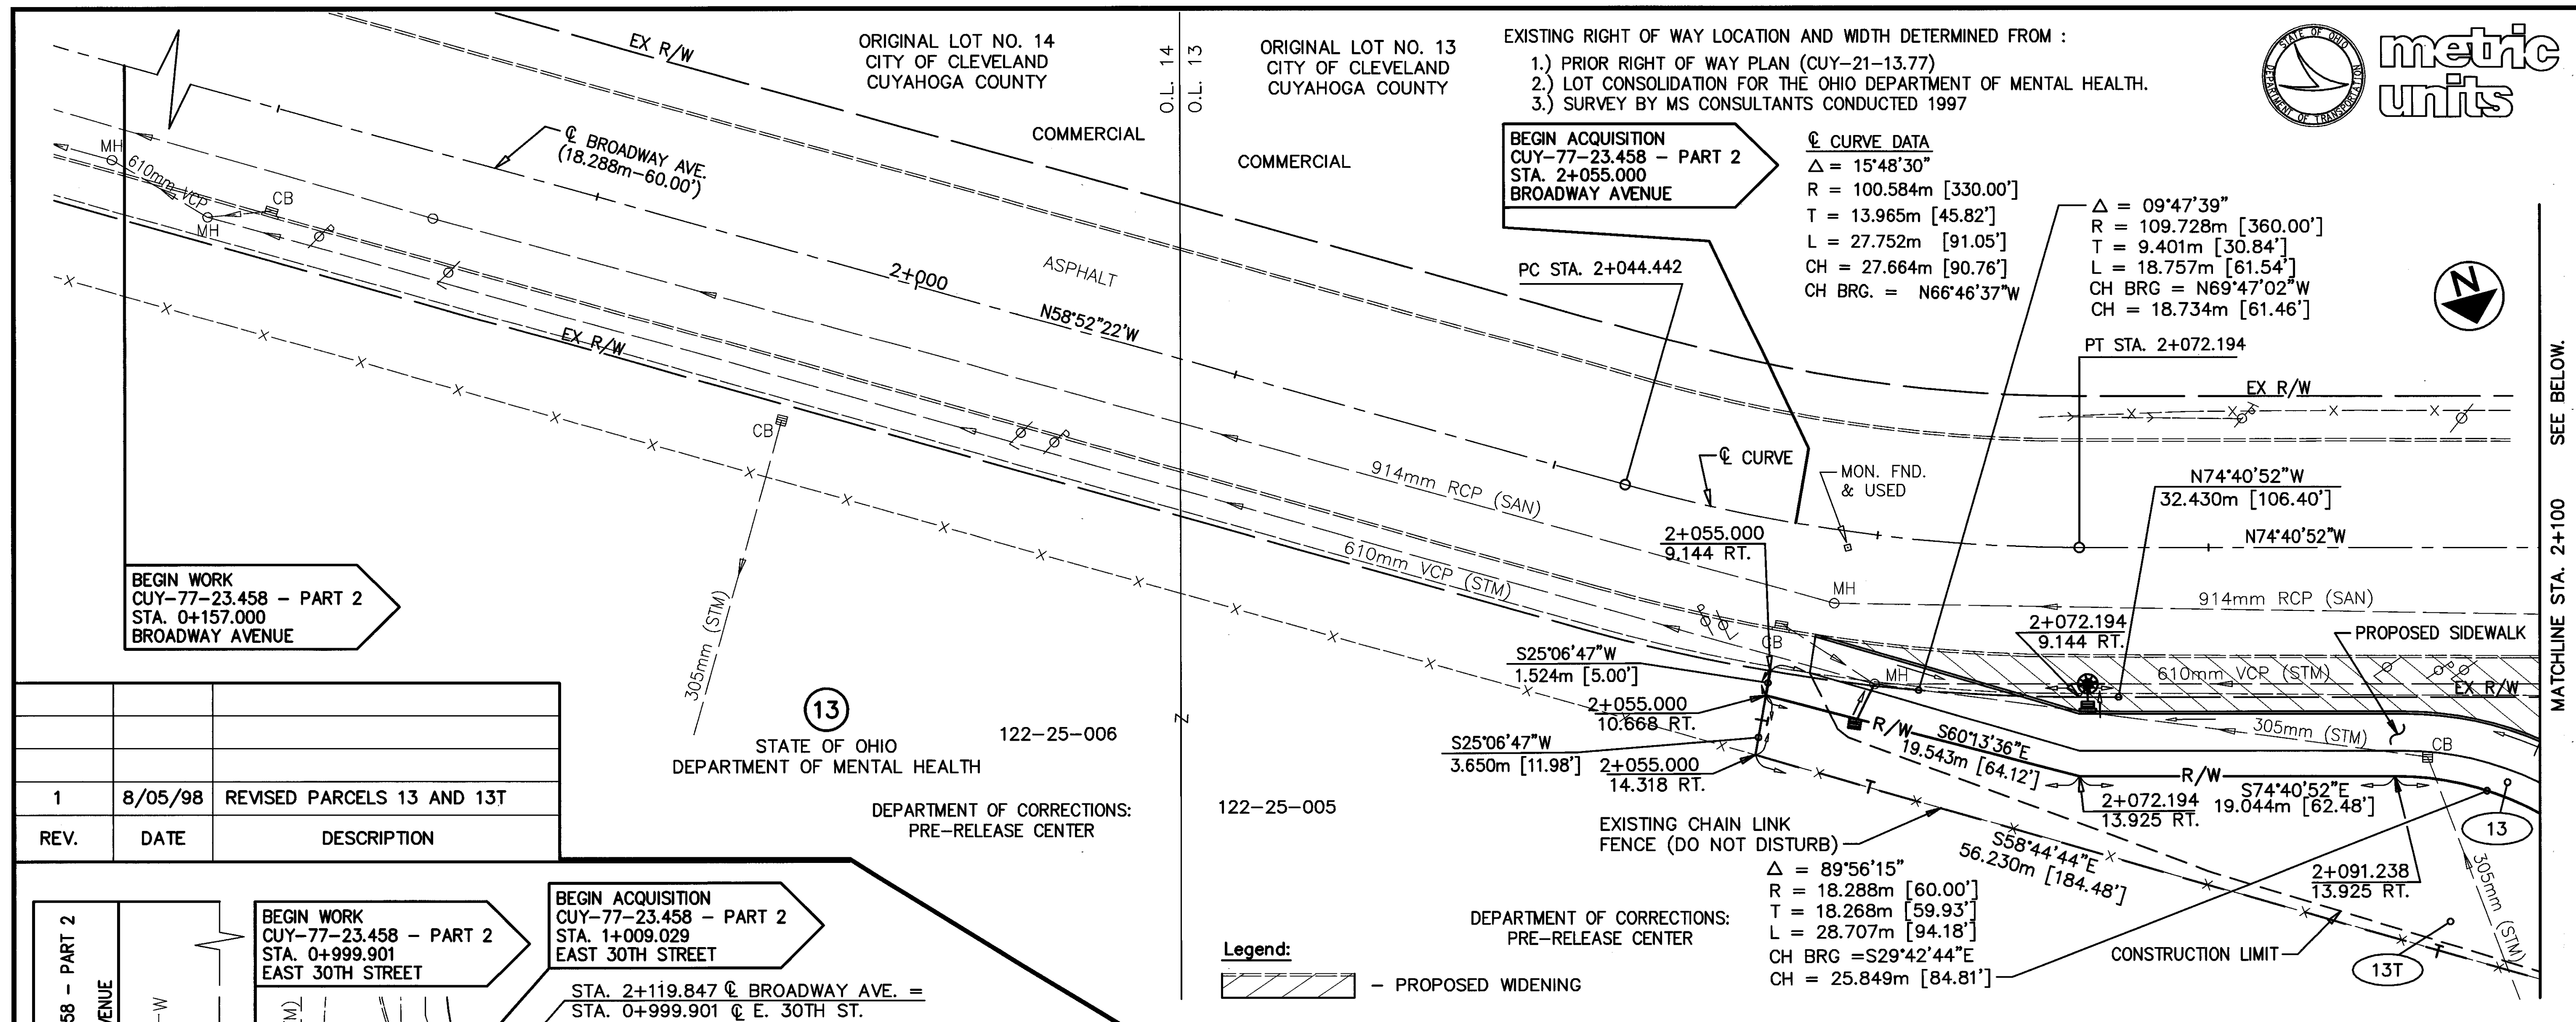 ORIGINAL LOT NO. 14
CITY OF CLEVELAND
CUYAHOGA COUNTY
O.L. 14
O.L. 13
ORIGINAL LOT NO. 13
CITY OF CLEVELAND
CUYAHOGA COUNTY
EXISTING RIGHT OF WAY LOCATION AND WIDTH DETERMINED FROM :
1.) PRIOR RIGHT OF WAY PLAN (CUY-21-13.77)
2.) LOT CONSOLIDATION FOR THE OHIO DEPARTMENT OF MENTAL HEALTH.
3.) SURVEY BY MS CONSULTANTS CONDUCTED 1997
STATE OF OHIO
DEPARTMENT OF TRANSPORTATION
metric
units
EX R/W
COMMERCIAL
COMMERCIAL
℄ BROADWAY AVE.
(18.288m-60.00')
MH
610mm VCP
CB
MH
2+000
ASPHALT
N58°52'22"W
EX R/W
BEGIN ACQUISITION
CUY-77-23.458 - PART 2
STA. 2+055.000
BROADWAY AVENUE
℄ CURVE DATA
Δ = 15°48'30"
R = 100.584m [330.00']
T = 13.965m [45.82']
L = 27.752m [91.05']
CH = 27.664m [90.76']
CH BRG. = N66°46'37"W
Δ = 09°47'39"
R = 109.728m [360.00']
T = 9.401m [30.84']
L = 18.757m [61.54']
CH BRG = N69°47'02"W
CH = 18.734m [61.46']
N
PC STA. 2+044.442
PT STA. 2+072.194
EX R/W
SEE BELOW.
MATCHLINE STA. 2+100
CB
914mm RCP (SAN)
℄ CURVE
MON. FND.
& USED
N74°40'52"W
32.430m [106.40']
N74°40'52"W
2+055.000
9.144 RT.
610mm VCP (STM)
MH
914mm RCP (SAN)
BEGIN WORK
CUY-77-23.458 - PART 2
STA. 0+157.000
BROADWAY AVENUE
305mm (STM)
CB
2+072.194
9.144 RT.
PROPOSED SIDEWALK
S25°06'47"W
1.524m [5.00']
MH
610mm VCP (STM)
EX R/W
2+055.000
10.668 RT.
R/W
S60°13'36"E
19.543m [64.12']
305mm (STM)
CB
S25°06'47"W
3.650m [11.98']
2+055.000
14.318 RT.
T
T
R/W
S74°40'52"E
19.044m [62.48']
2+072.194
13.925 RT.
13
STATE OF OHIO
DEPARTMENT OF MENTAL HEALTH
122-25-006
DEPARTMENT OF CORRECTIONS:
PRE-RELEASE CENTER
Z
122-25-005
1 8/05/98 REVISED PARCELS 13 AND 13T
REV. DATE DESCRIPTION
EXISTING CHAIN LINK
FENCE (DO NOT DISTURB)
S58°44'44"E
56.230m [184.48']
13
2+091.238
13.925 RT.
305mm (STM)
Δ = 89°56'15"
R = 18.288m [60.00']
T = 18.268m [59.93']
L = 28.707m [94.18']
CH BRG =S29°42'44"E
CH = 25.849m [84.81']
CONSTRUCTION LIMIT
T
13T
DEPARTMENT OF CORRECTIONS:
PRE-RELEASE CENTER
Legend:
- PROPOSED WIDENING
58 - PART 2
BEGIN WORK
CUY-77-23.458 - PART 2
STA. 0+999.901
EAST 30TH STREET
BEGIN ACQUISITION
CUY-77-23.458 - PART 2
STA. 1+009.029
EAST 30TH STREET
STA. 2+119.847 ℄ BROADWAY AVE. =
STA. 0+999.901 ℄ E. 30TH ST.